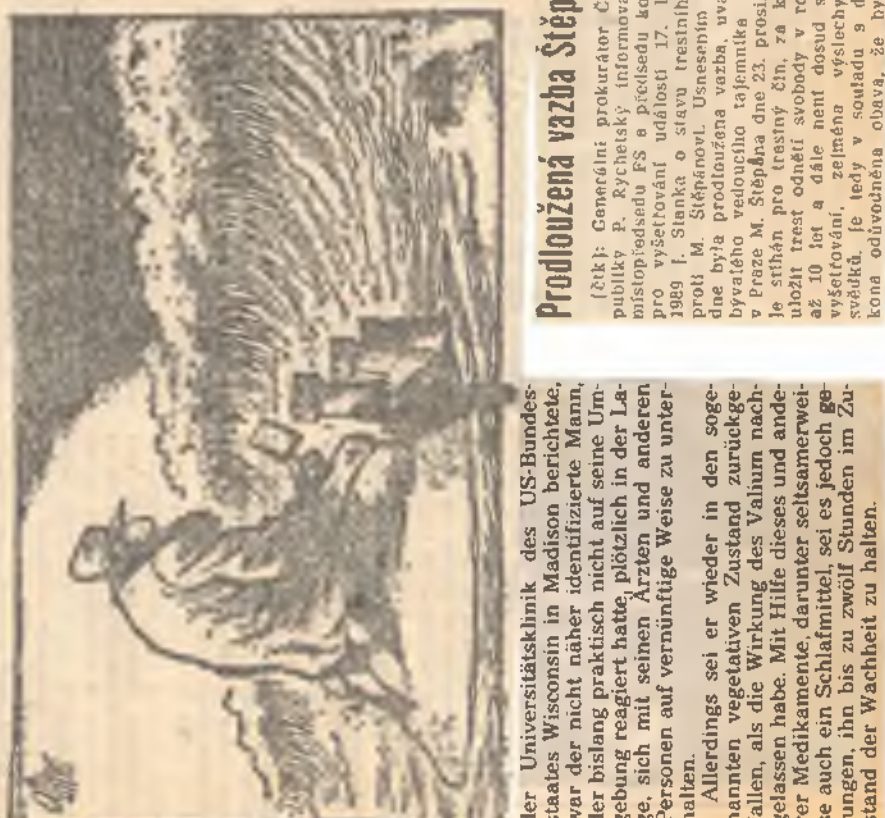 der Universitätsklinik des US-Bundes-
staates Wisconsin in Madison berichtete,
war der nicht näher identifizierte Mann,
der bislang praktisch nicht auf seine Um-
gebung reagiert hatte, plötzlich in der La-
ge, sich mit seinen Ärzten und anderen
Personen auf vernünftige Weise zu unter-
halten.
Allerdings sei er wieder in den soge-
nannten vegetativen Zustand zurückge-
fallen, als die Wirkung des Valium nach-
gelassen habe. Mit Hilfe dieses und ande-
rer Medikamente, darunter seltsamerwei-
se auch ein Schlafmittel, sei es jedoch ge-
lungen, ihn bis zu zwölf Stunden im Zu-
stand der Wachheit zu halten.
Prodloužená vazba Štěp
(čtk): Generální prokurátor Č
publiky P. Rychetský informova
místopředsedu FS a předsedu ko
pro vyšetřování událostí 17. l
1989 J. Stanka o stavu trestníh
proti M. Štěpánovi. Usnesením
dne byla prodloužena vazba, uva
bývalého vedoucího tajemníka
v Praze M. Štěpána dne 23. prosi
Je stíhán pro trestný čin, za k
uložit trest odnětí svobody v ro
až 10 let a dále není dosud s
vyšetřování, zejména výslechy
svědků. Je tedy v souladu s d
kona odůvodněna obava, že by